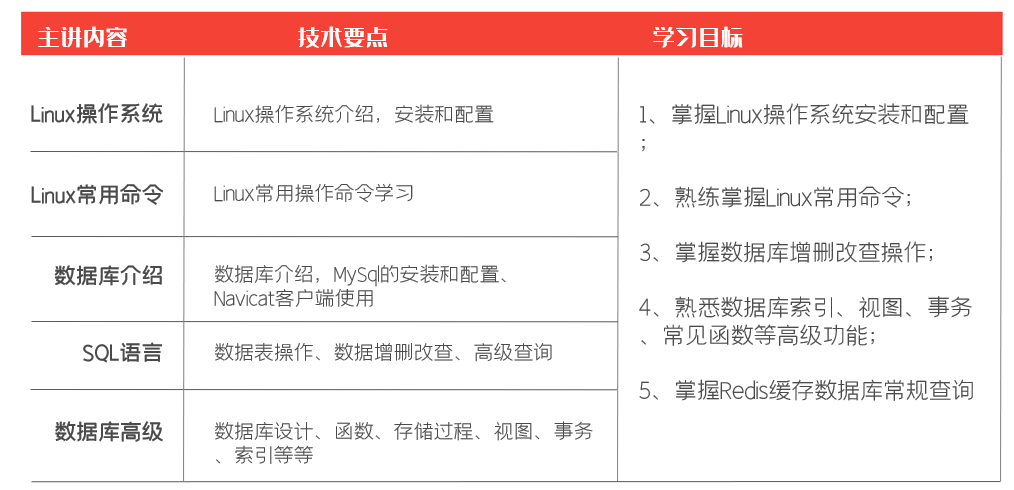 主讲内容 技术要点 学习目标
Linux操作系统 Linux操作系统介绍，安装和配置
Linux常用命令 Linux常用操作命令学习
数据库介绍 数据库介绍，MySql的安装和配置、
Navicat客户端使用
SQL语言 数据表操作、数据增删改查、高级查询
数据库高级 数据库设计、函数、存储过程、视图、事务
、索引等等
1、掌握Linux操作系统安装和配置
；
2、熟练掌握Linux常用命令；
3、掌握数据库增删改查操作；
4、熟悉数据库索引、视图、事务
、常见函数等高级功能；
5、掌握Redis缓存数据库常规查询